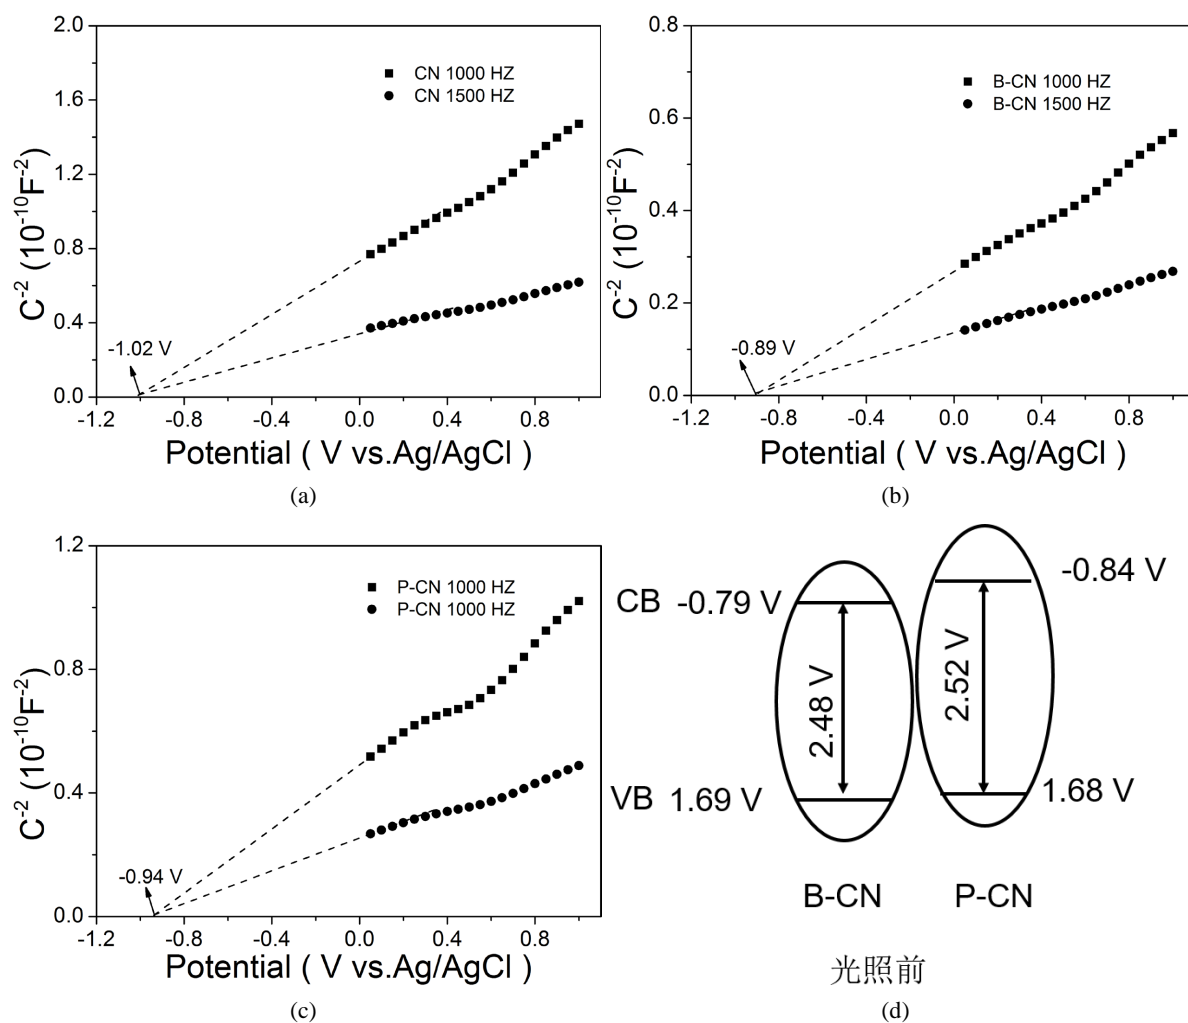 2.0
1.6
1.2
0.8
0.4
0.0
C⁻² (10⁻¹⁰F⁻²)
CN 1000 HZ
CN 1500 HZ
-1.02 V
-1.2 -0.8 -0.4 0.0 0.4 0.8
Potential ( V vs.Ag/AgCl )
(a)
0.8
0.6
0.4
0.2
0.0
C⁻² (10⁻¹⁰F⁻²)
B-CN 1000 HZ
B-CN 1500 HZ
-0.89 V
-1.2 -0.8 -0.4 0.0 0.4 0.8
Potential ( V vs.Ag/AgCl )
(b)
1.2
0.8
0.4
0.0
C⁻² (10⁻¹⁰F⁻²)
P-CN 1000 HZ
P-CN 1000 HZ
-0.94 V
-1.2 -0.8 -0.4 0.0 0.4 0.8
Potential ( V vs.Ag/AgCl )
(c)
CB -0.79 V
-0.84 V
2.48 V
2.52 V
VB 1.69 V
1.68 V
B-CN P-CN
光照前
(d)